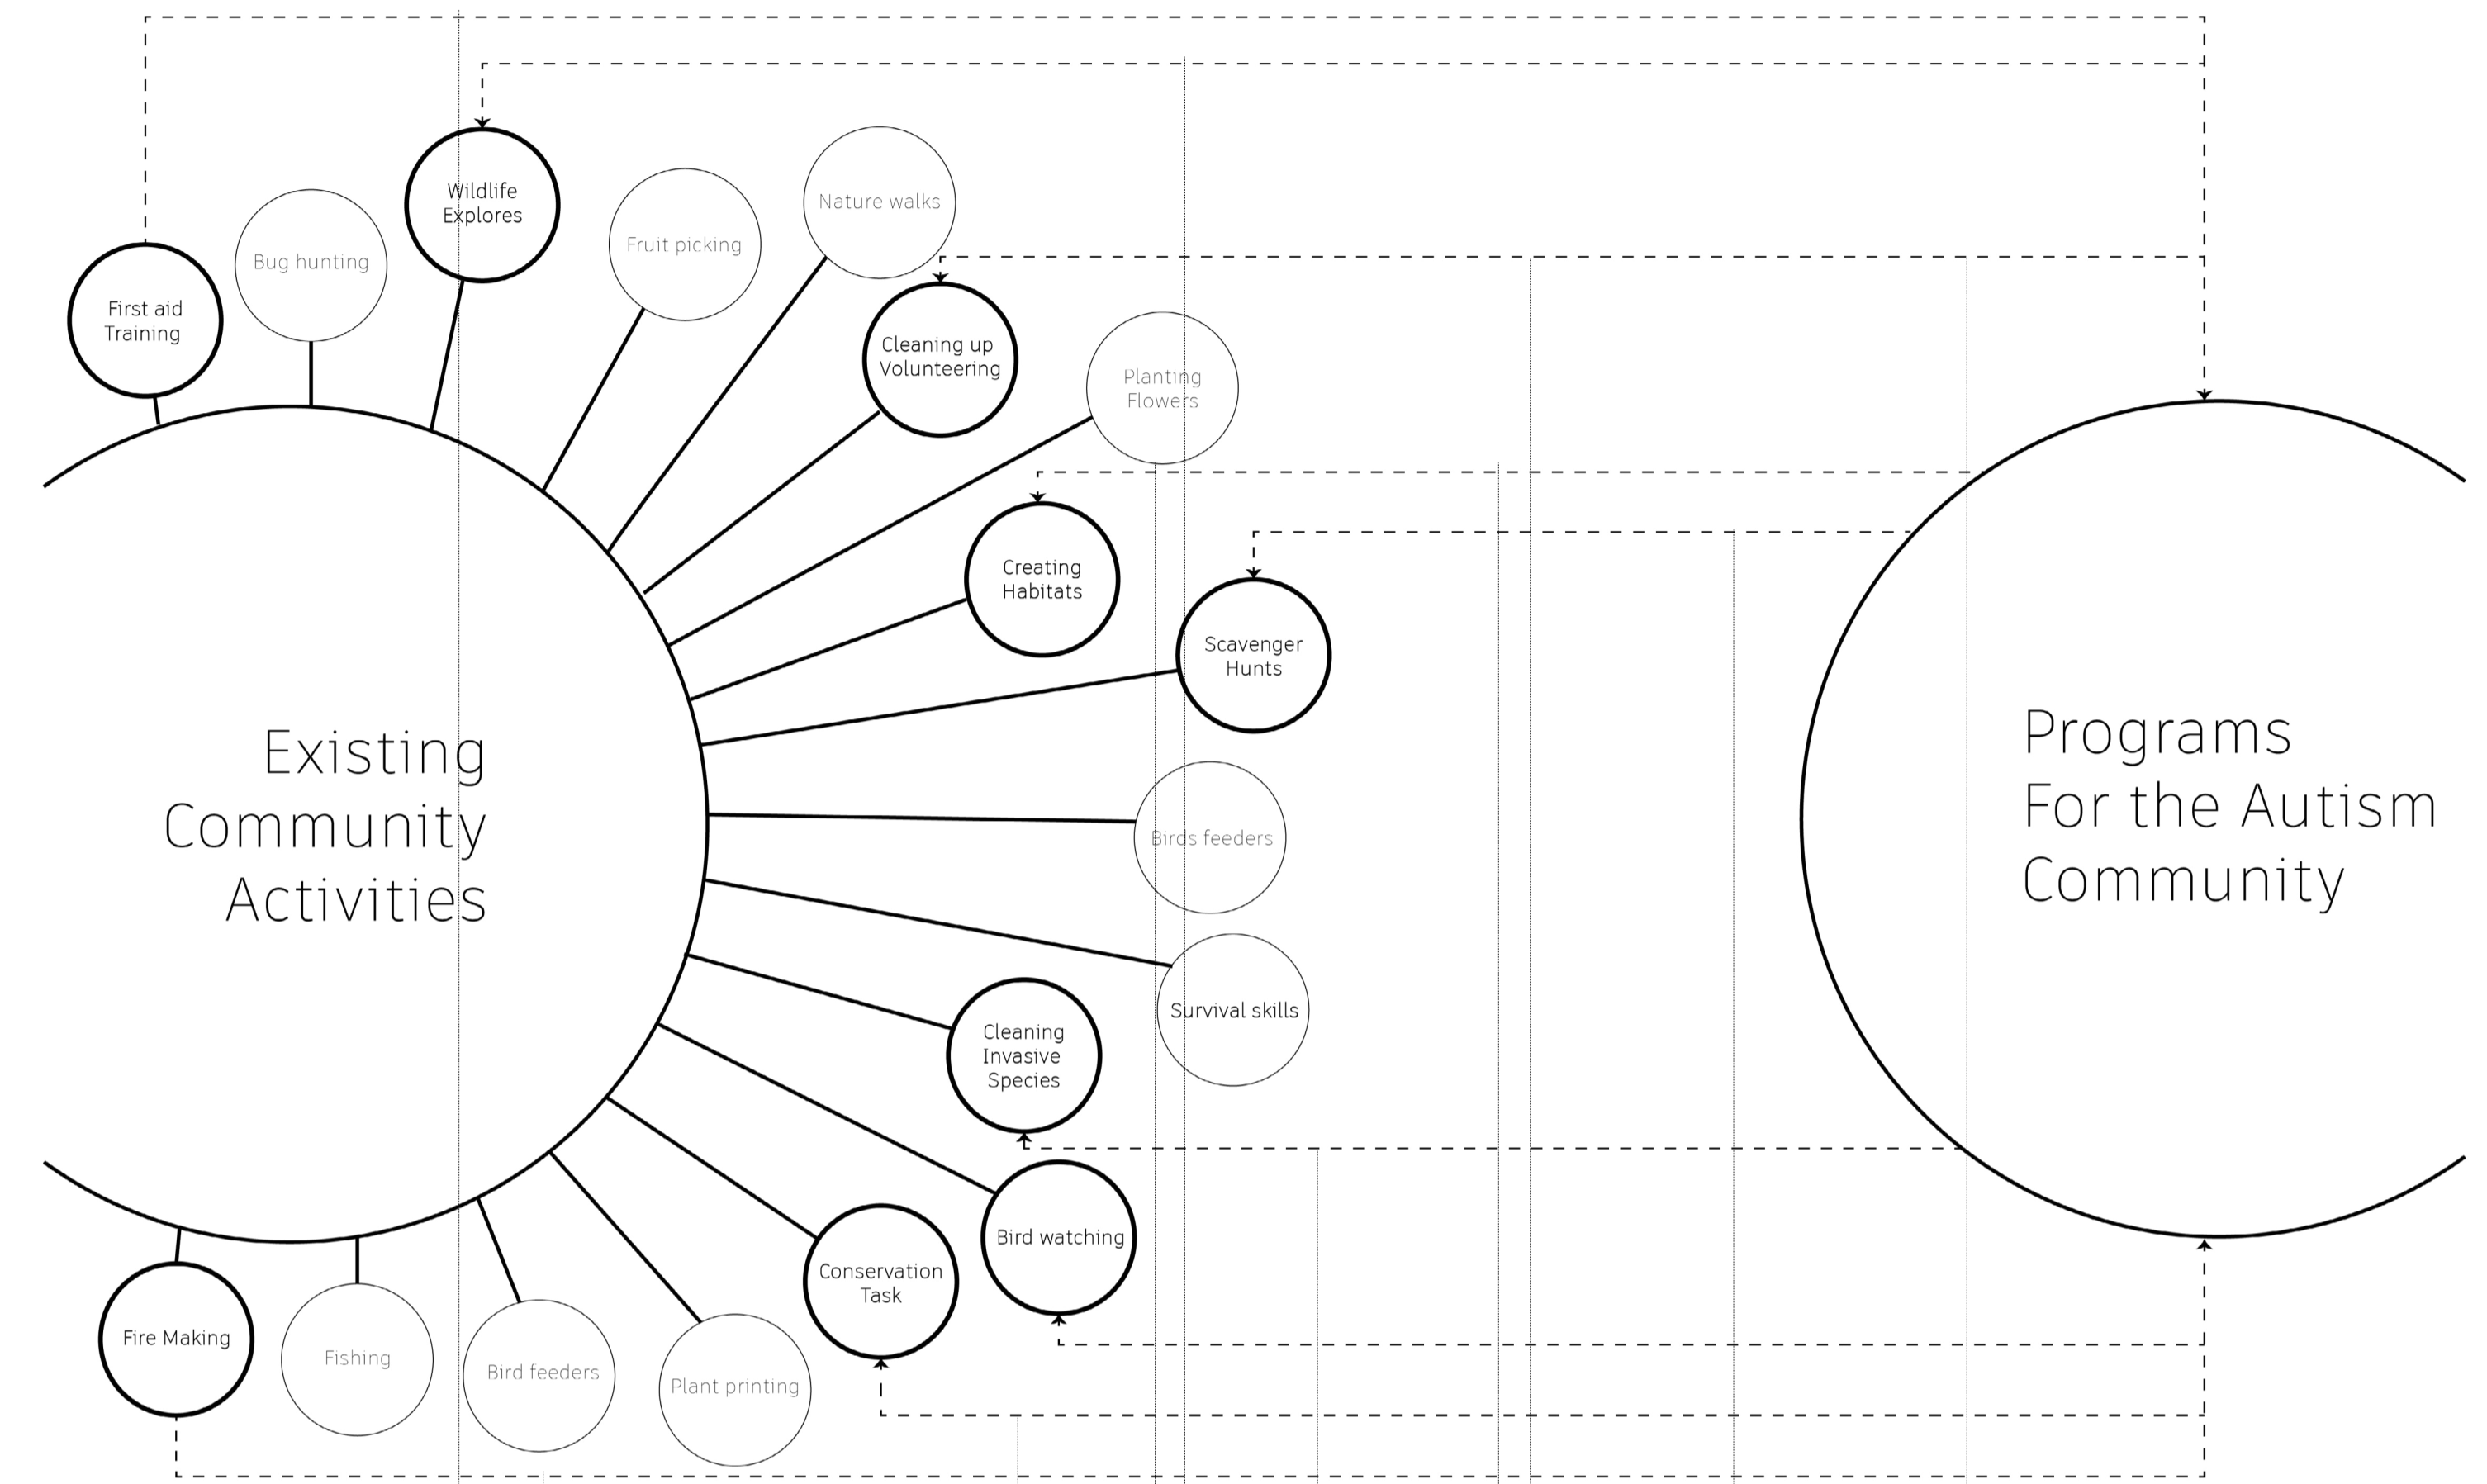 Wildlife
Explores
Nature walks
Fruit picking
Bug hunting
First aid
Training
Cleaning up
Volunteering
Planting
Flowers
Creating
Habitats
Scavenger
Hunts
Existing
Community
Activities
Programs
For the Autism
Community
Birds feeders
Survival skills
Cleaning
Invasive
Species
Bird watching
Conservation
Task
Fire Making
Fishing
Bird feeders
Plant printing